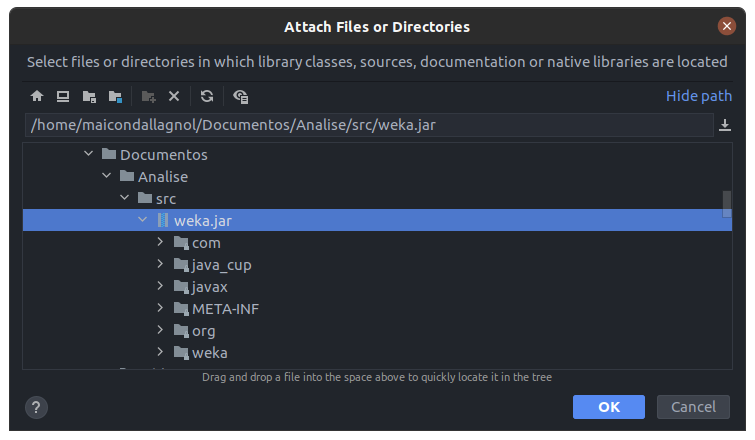 Attach Files or Directories
Select files or directories in which library classes, sources, documentation or native libraries are located
Hide path
/home/maicondallagnol/Documentos/Analise/src/weka.jar
Documentos
Analise
src
weka.jar
com
java_cup
javax
META-INF
org
weka
Drag and drop a file into the space above to quickly locate it in the tree
?
OK
Cancel